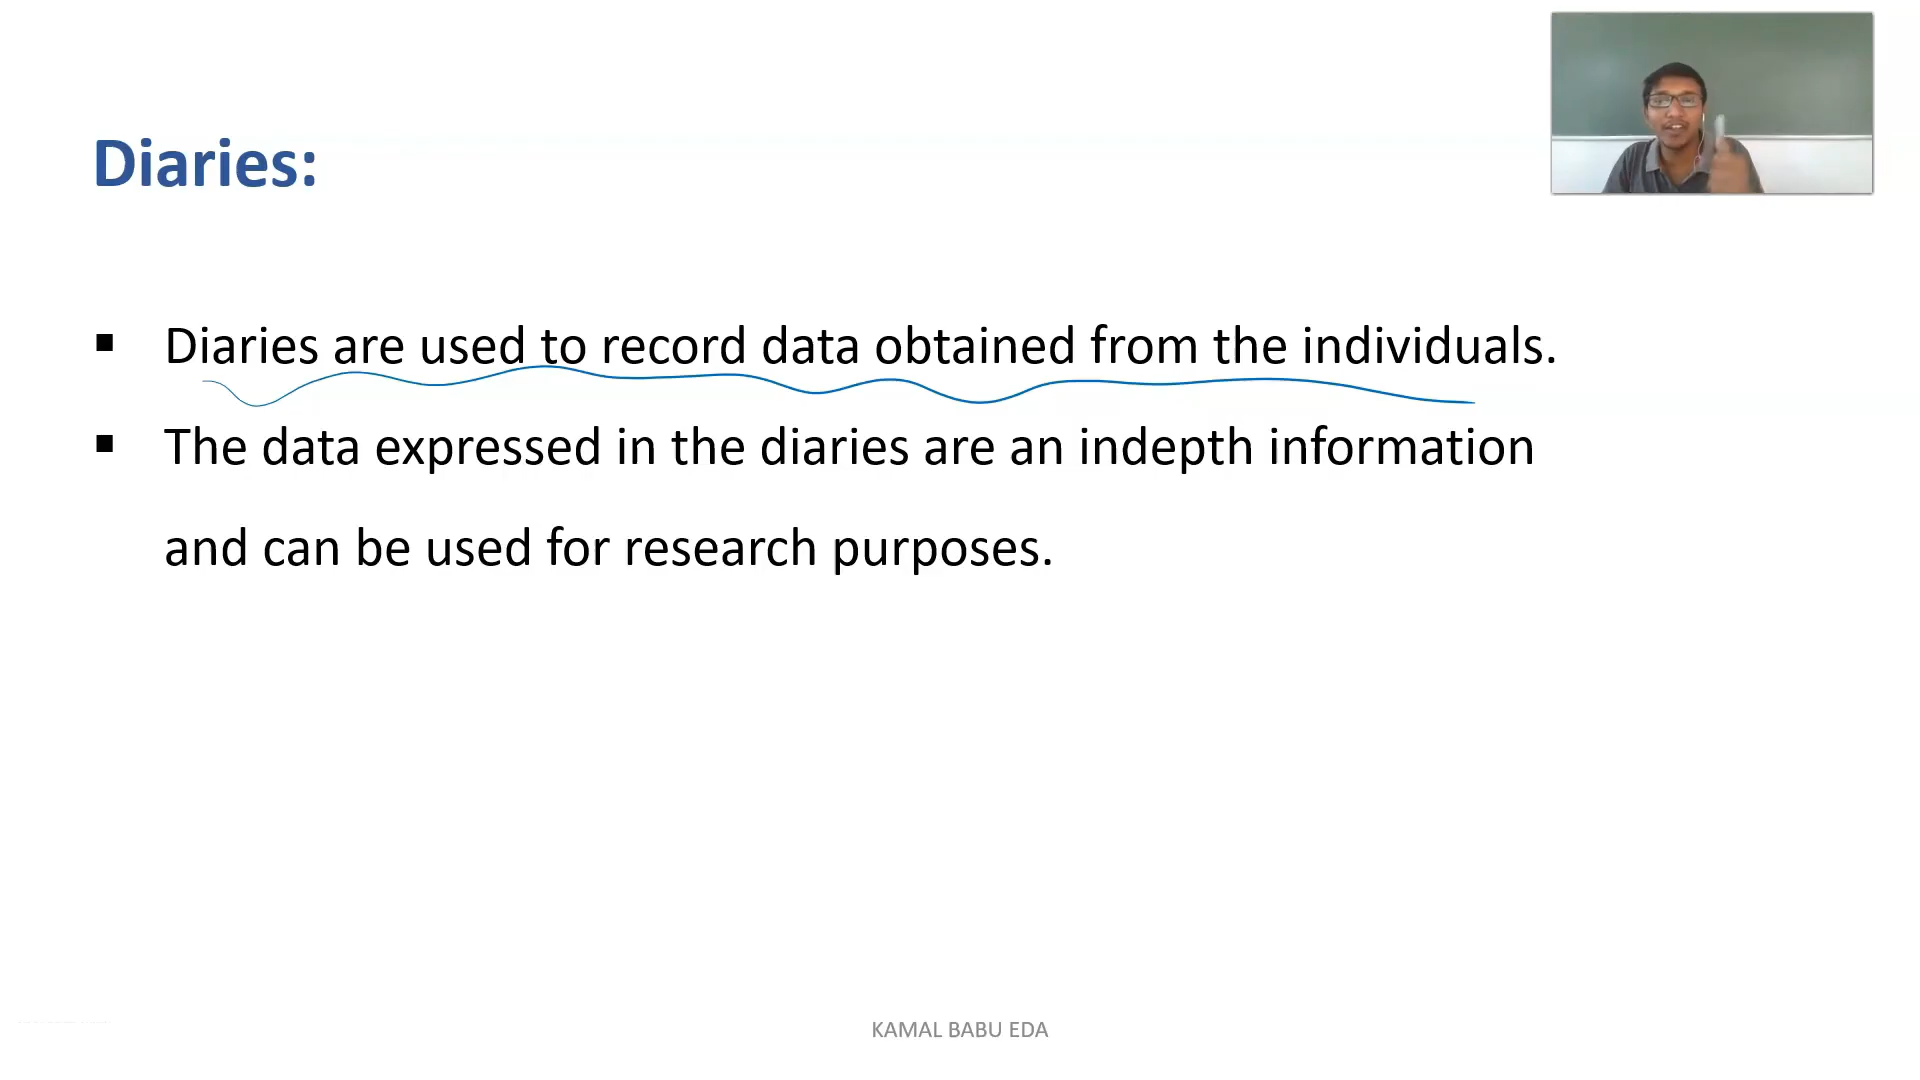 Diaries:
▪ Diaries are used to record data obtained from the individuals.
▪ The data expressed in the diaries are an indepth information
and can be used for research purposes.
KAMAL BABU EDA